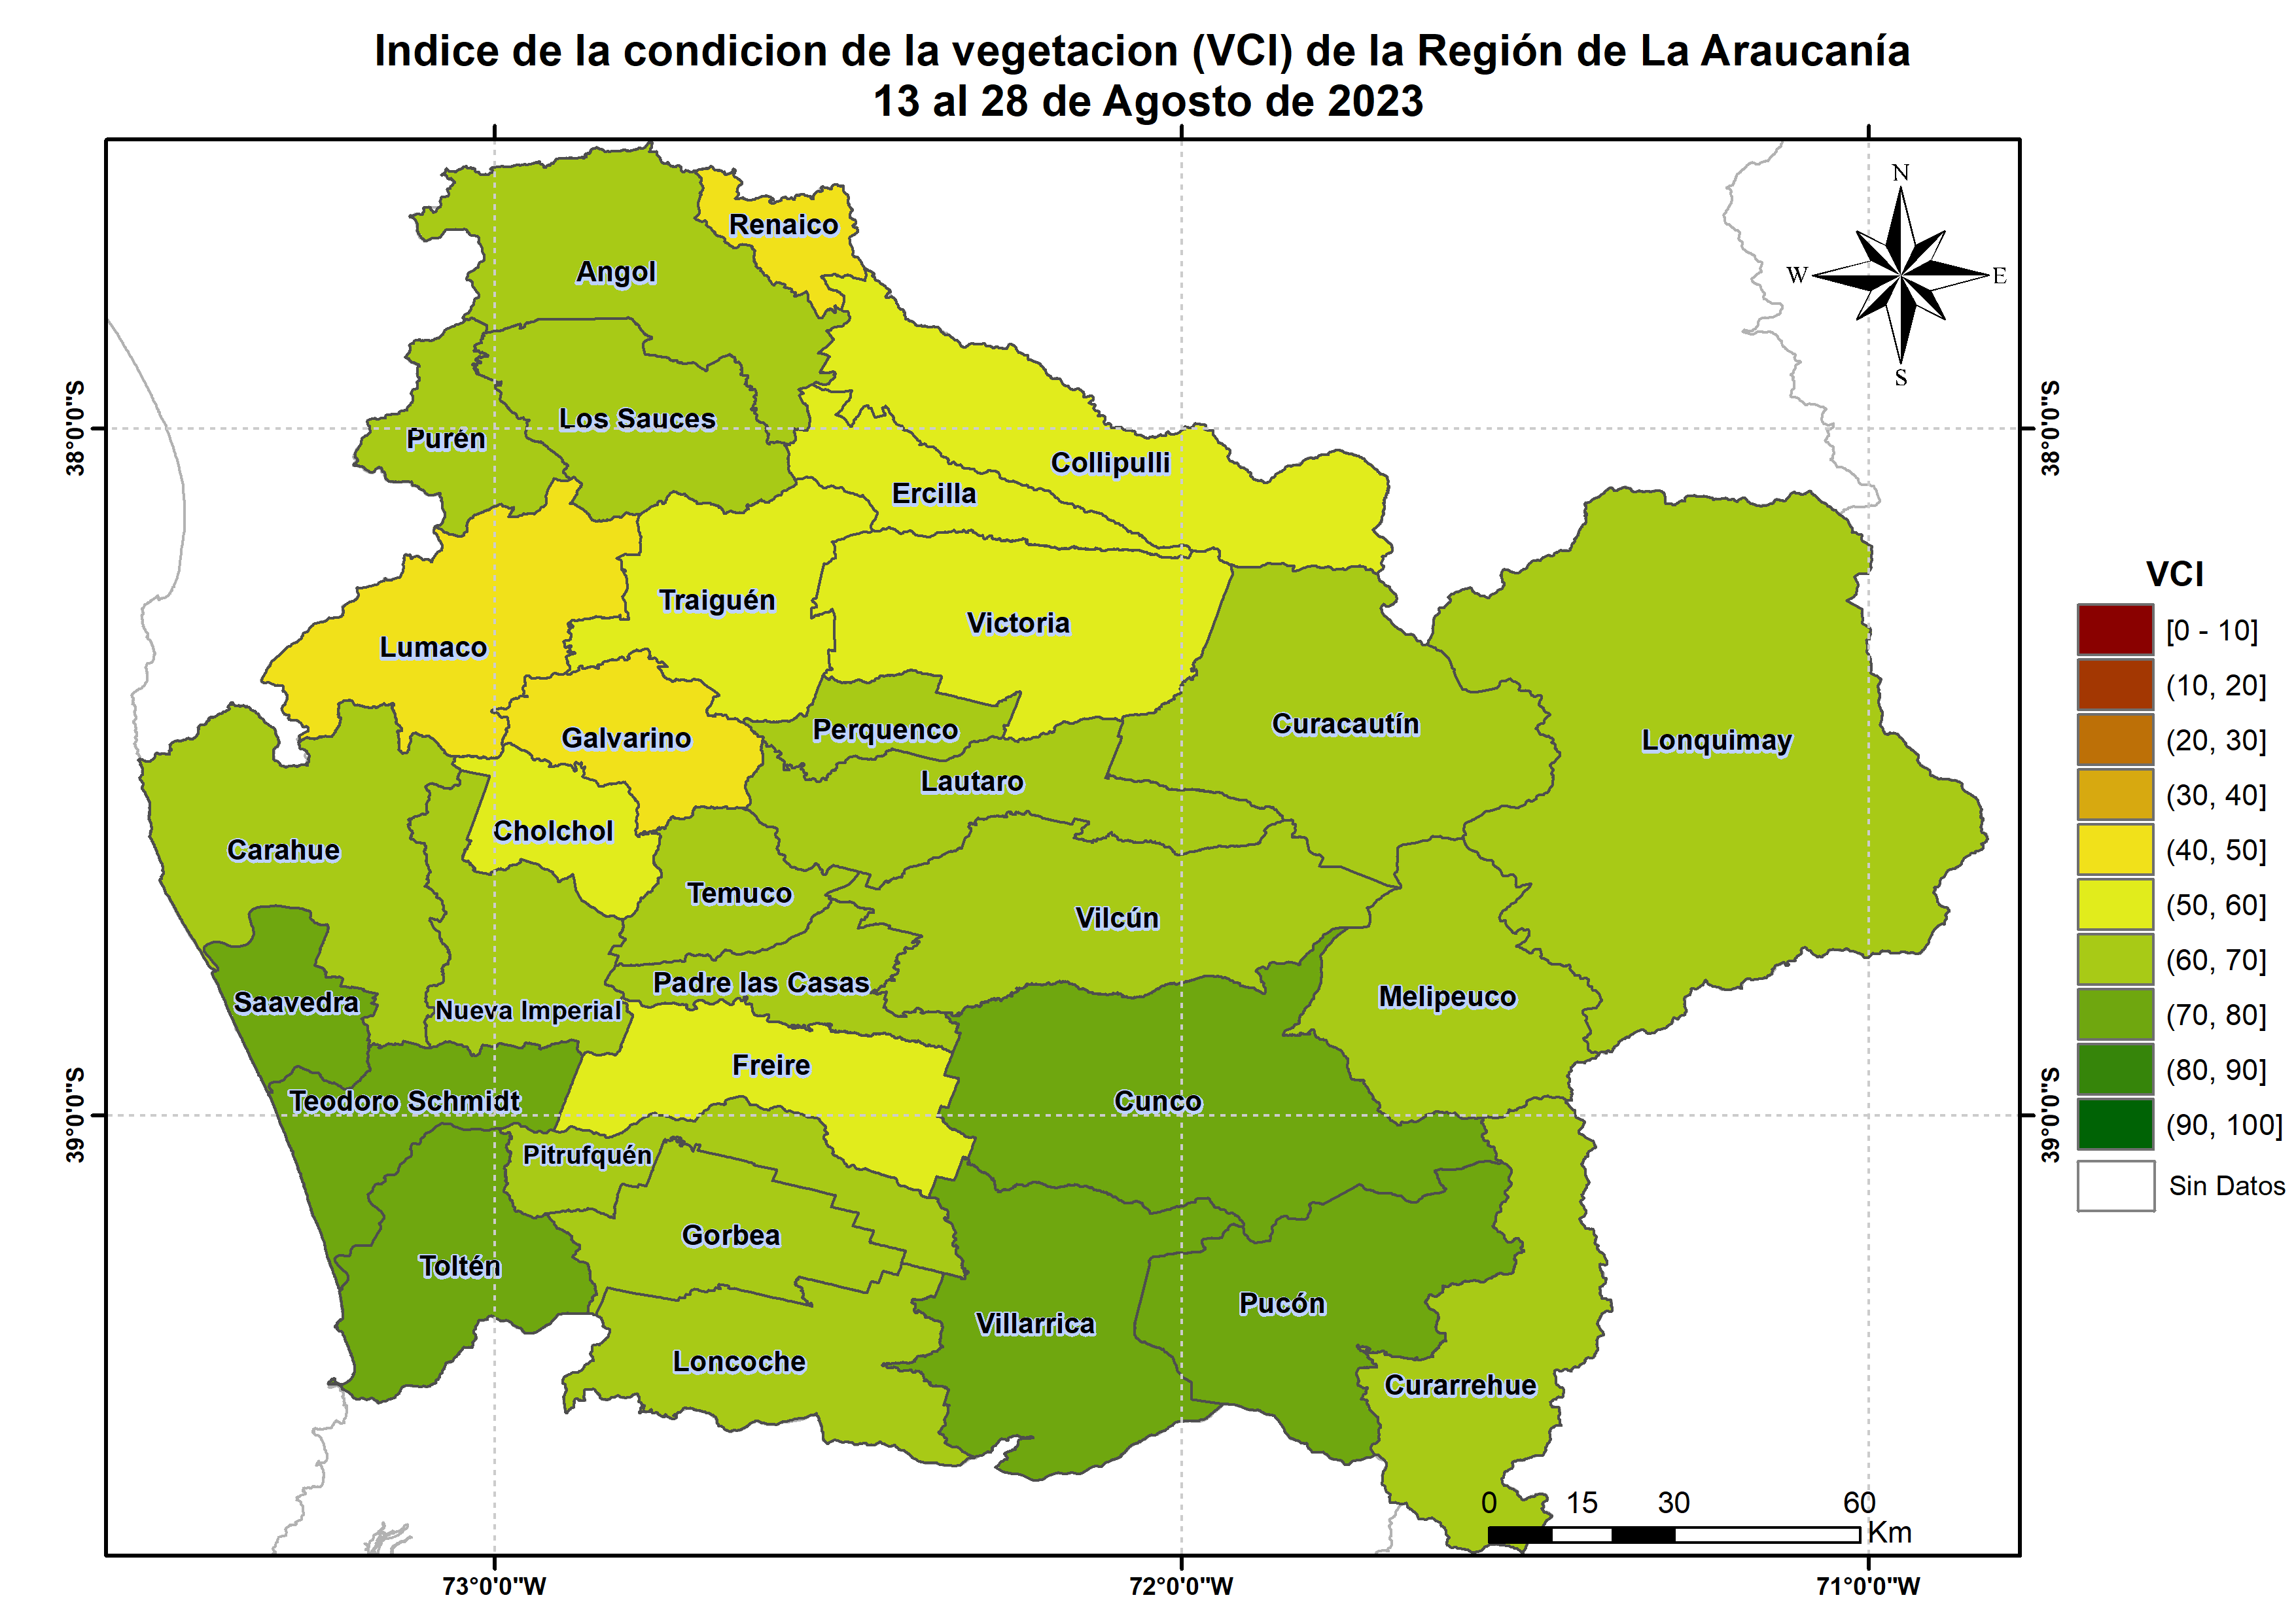 Indice de la condicion de la vegetacion (VCI) de la Región de La Araucanía
13 al 28 de Agosto de 2023
N
W
E
S
Renaico
Angol
Los Sauces
Purén
Collipulli
Ercilla
Traiguén
Victoria
Lumaco
Galvarino
Perquenco
Curacautín
Lonquimay
Lautaro
Cholchol
Carahue
Temuco
Vilcún
Padre las Casas
Saavedra
Nueva Imperial
Melipeuco
Freire
Teodoro Schmidt
Cunco
Pitrufquén
Gorbea
Toltén
Pucón
Villarrica
Loncoche
Curarrehue
38°0'0"S
38°0'0"S
39°0'0"S
39°0'0"S
73°0'0"W
72°0'0"W
71°0'0"W
0 15 30 60
Km
VCI
[0 - 10]
(10, 20]
(20, 30]
(30, 40]
(40, 50]
(50, 60]
(60, 70]
(70, 80]
(80, 90]
(90, 100]
Sin Datos